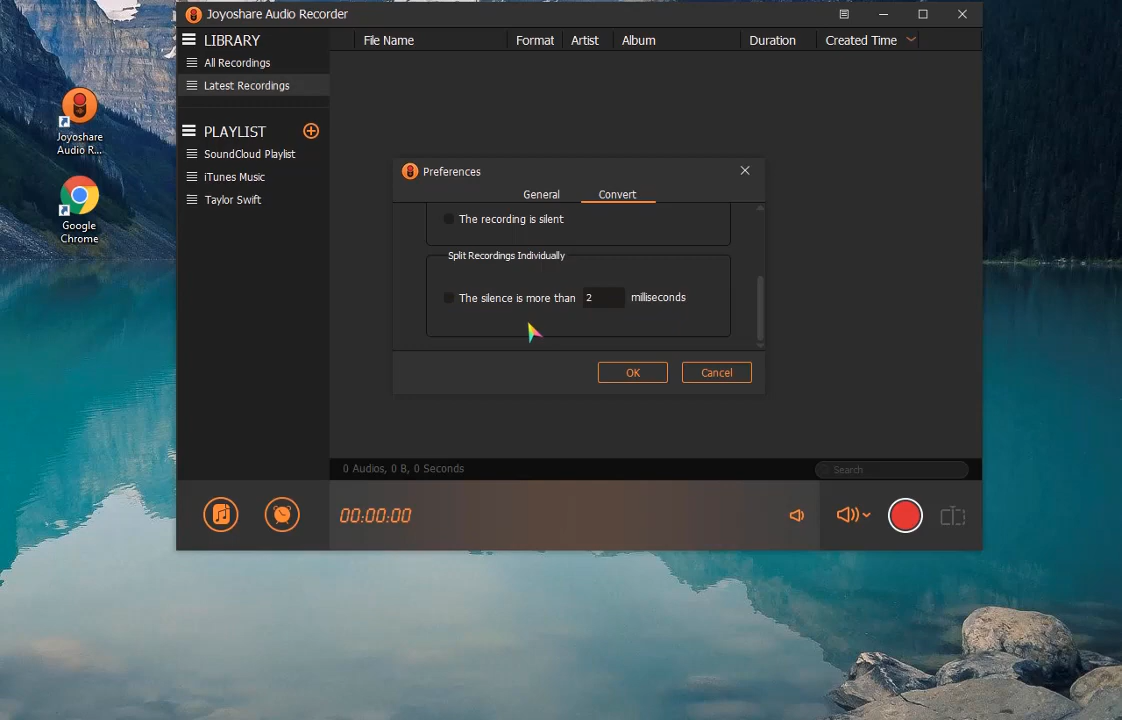 Joyoshare Audio Recorder
LIBRARY
All Recordings
Latest Recordings
PLAYLIST
SoundCloud Playlist
iTunes Music
Taylor Swift
File Name Format Artist Album Duration Created Time
Joyoshare
Audio R...
Google
Chrome
Preferences
General Convert
The recording is silent
Split Recordings Individually
The silence is more than 2 milliseconds
OK Cancel
0 Audios, 0 B, 0 Seconds
Search
00:00:00